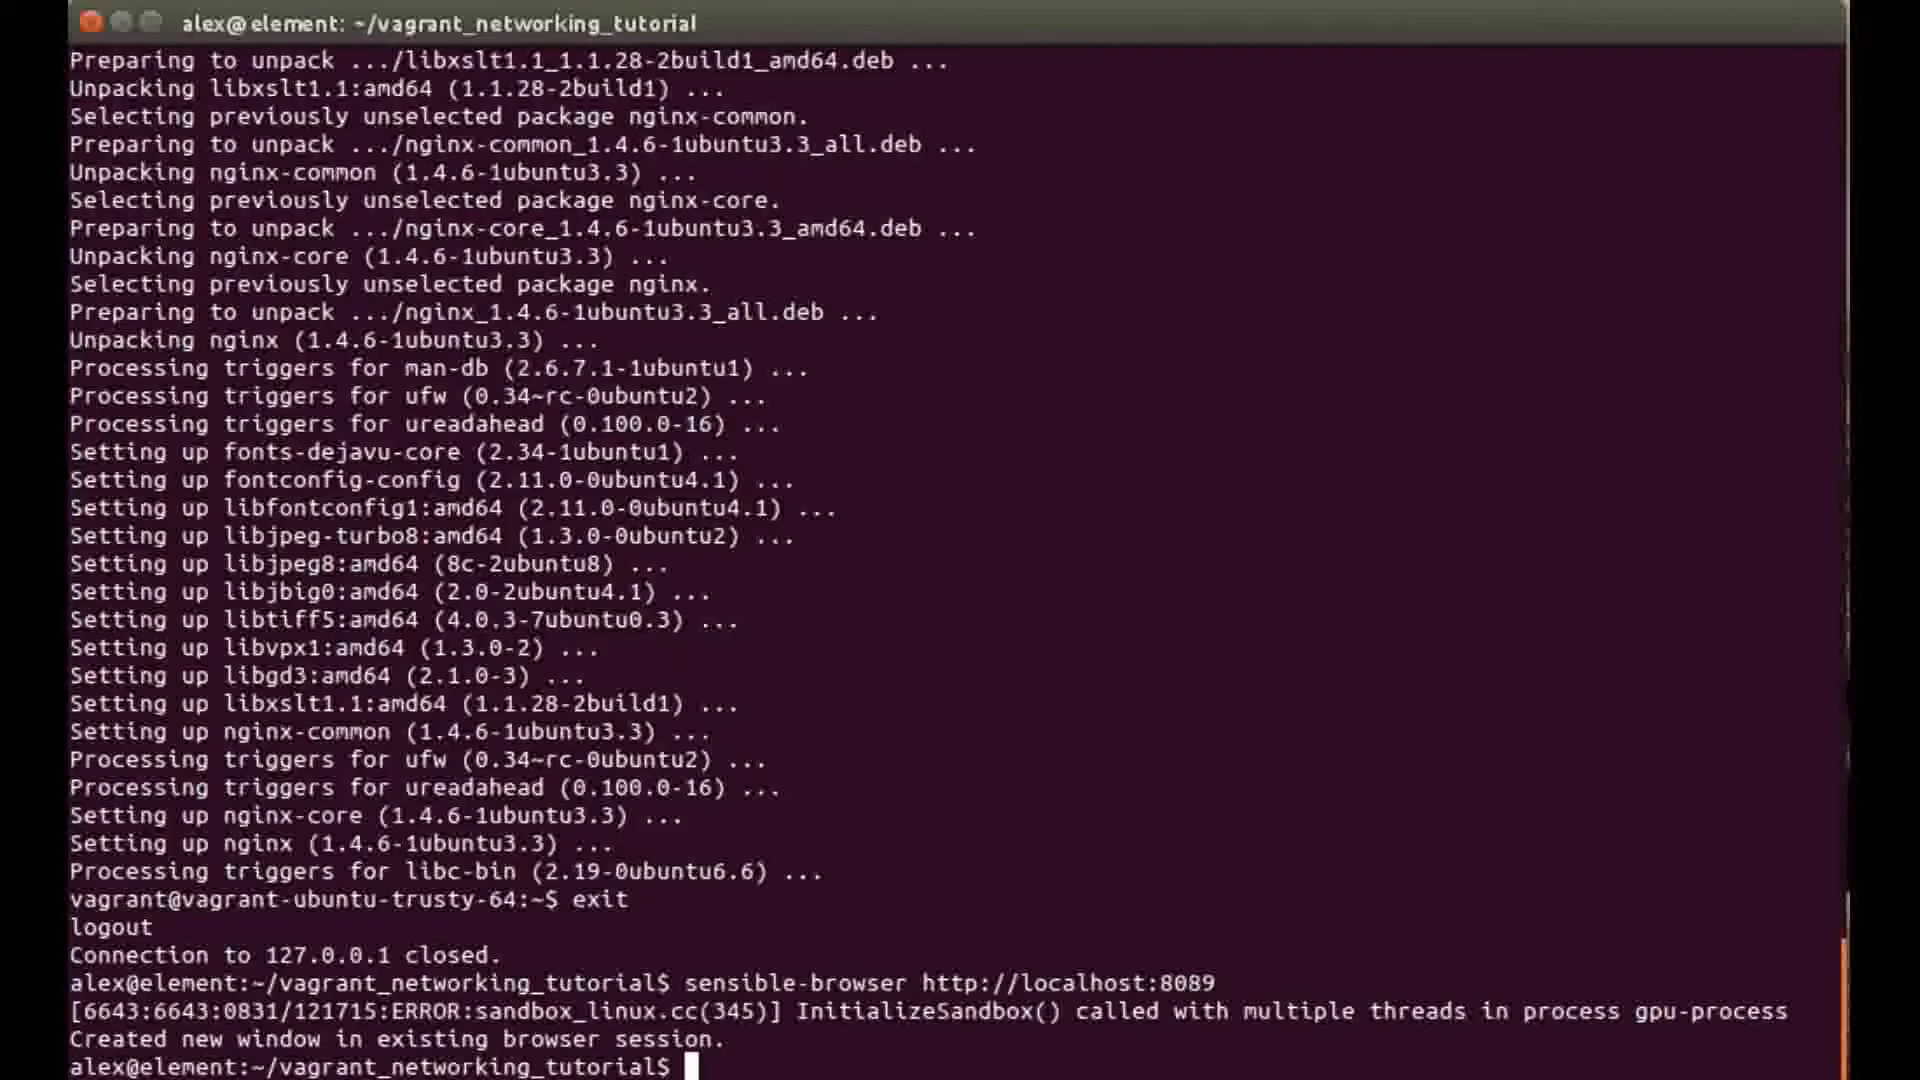 alex@element: ~/vagrant_networking_tutorial
Preparing to unpack .../libxslt1.1_1.1.28-2build1_amd64.deb ...
Unpacking libxslt1.1:amd64 (1.1.28-2build1) ...
Selecting previously unselected package nginx-common.
Preparing to unpack .../nginx-common_1.4.6-1ubuntu3.3_all.deb ...
Unpacking nginx-common (1.4.6-1ubuntu3.3) ...
Selecting previously unselected package nginx-core.
Preparing to unpack .../nginx-core_1.4.6-1ubuntu3.3_amd64.deb ...
Unpacking nginx-core (1.4.6-1ubuntu3.3) ...
Selecting previously unselected package nginx.
Preparing to unpack .../nginx_1.4.6-1ubuntu3.3_all.deb ...
Unpacking nginx (1.4.6-1ubuntu3.3) ...
Processing triggers for man-db (2.6.7.1-1ubuntu1) ...
Processing triggers for ufw (0.34~rc-0ubuntu2) ...
Processing triggers for ureadahead (0.100.0-16) ...
Setting up fonts-dejavu-core (2.34-1ubuntu1) ...
Setting up fontconfig-config (2.11.0-0ubuntu4.1) ...
Setting up libfontconfig1:amd64 (2.11.0-0ubuntu4.1) ...
Setting up libjpeg-turbo8:amd64 (1.3.0-0ubuntu2) ...
Setting up libjpeg8:amd64 (8c-2ubuntu8) ...
Setting up libjbig0:amd64 (2.0-2ubuntu4.1) ...
Setting up libtiff5:amd64 (4.0.3-7ubuntu0.3) ...
Setting up libvpx1:amd64 (1.3.0-2) ...
Setting up libgd3:amd64 (2.1.0-3) ...
Setting up libxslt1.1:amd64 (1.1.28-2build1) ...
Setting up nginx-common (1.4.6-1ubuntu3.3) ...
Processing triggers for ufw (0.34~rc-0ubuntu2) ...
Processing triggers for ureadahead (0.100.0-16) ...
Setting up nginx-core (1.4.6-1ubuntu3.3) ...
Setting up nginx (1.4.6-1ubuntu3.3) ...
Processing triggers for libc-bin (2.19-0ubuntu6.6) ...
vagrant@vagrant-ubuntu-trusty-64:~$ exit
logout
Connection to 127.0.0.1 closed.
alex@element:~/vagrant_networking_tutorial$ sensible-browser http://localhost:8089
[6643:6643:0831/121715:ERROR:sandbox_linux.cc(345)] InitializeSandbox() called with multiple threads in process gpu-process
Created new window in existing browser session.
alex@element:~/vagrant_networking_tutorial$